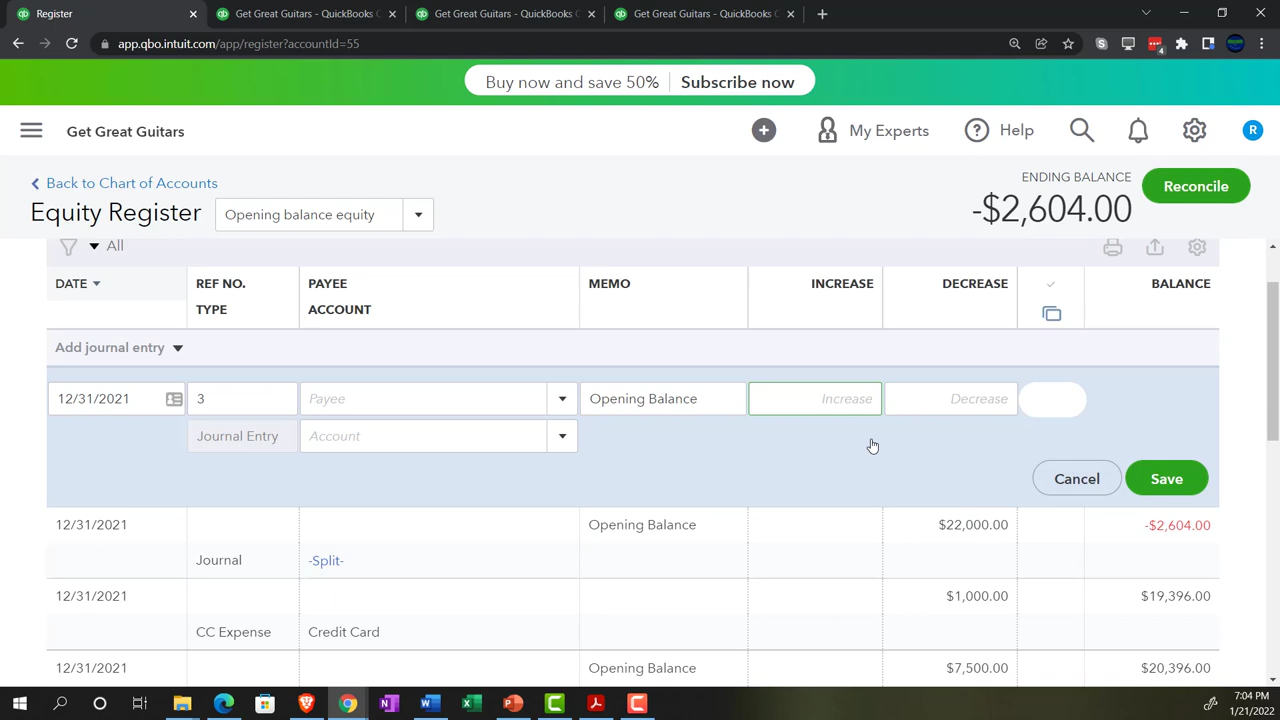 Register
Get Great Guitars - QuickBooks C
Get Great Guitars - QuickBooks C
Get Great Guitars - QuickBooks C
app.qbo.intuit.com/app/register?accountId=55
4
Buy now and save 50% Subscribe now
Get Great Guitars My Experts Help R
Back to Chart of Accounts
ENDING BALANCE
Equity Register Opening balance equity -$2,604.00 Reconcile
All
DATE REF NO. PAYEE MEMO INCREASE DECREASE BALANCE
TYPE ACCOUNT
Add journal entry
12/31/2021 3 Payee Opening Balance Increase Decrease
Journal Entry Account
Cancel Save
12/31/2021 Opening Balance $22,000.00 -$2,604.00
Journal -Split-
12/31/2021 $1,000.00 $19,396.00
CC Expense Credit Card
12/31/2021 Opening Balance $7,500.00 $20,396.00
7:04 PM
1/21/2022